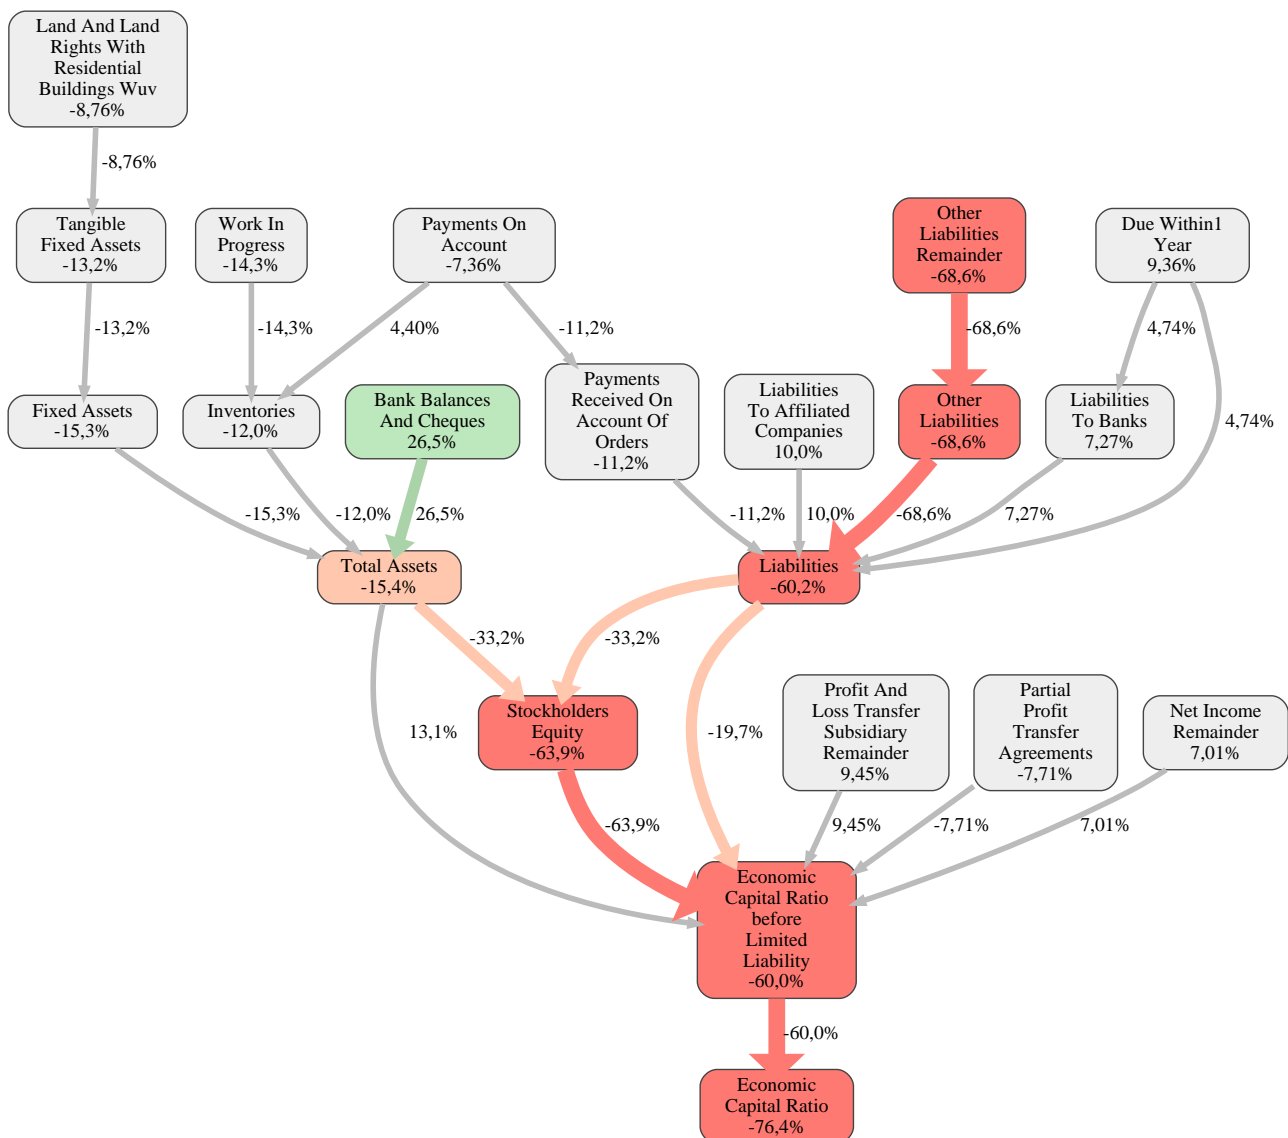 Land And Land
Rights With
Residential
Buildings Wuv
-8,76%
-8,76%
Tangible
Fixed Assets
-13,2%
Work In
Progress
-14,3%
Payments On
Account
-7,36%
Other
Liabilities
Remainder
-68,6%
Due Within1
Year
9,36%
-13,2%
-14,3%
4,40%
-11,2%
-68,6%
4,74%
Fixed Assets
-15,3%
Inventories
-12,0%
Bank Balances
And Cheques
26,5%
Payments
Received On
Account Of
Orders
-11,2%
Liabilities
To Affiliated
Companies
10,0%
Other
Liabilities
-68,6%
Liabilities
To Banks
7,27%
4,74%
-15,3%
-12,0%
26,5%
-11,2%
10,0%
-68,6%
7,27%
Total Assets
-15,4%
Liabilities
-60,2%
-33,2%
-33,2%
13,1%
Stockholders
Equity
-63,9%
-19,7%
Profit And
Loss Transfer
Subsidiary
Remainder
9,45%
Partial
Profit
Transfer
Agreements
-7,71%
Net Income
Remainder
7,01%
-63,9%
9,45%
-7,71%
7,01%
Economic
Capital Ratio
before
Limited
Liability
-60,0%
-60,0%
Economic
Capital Ratio
-76,4%